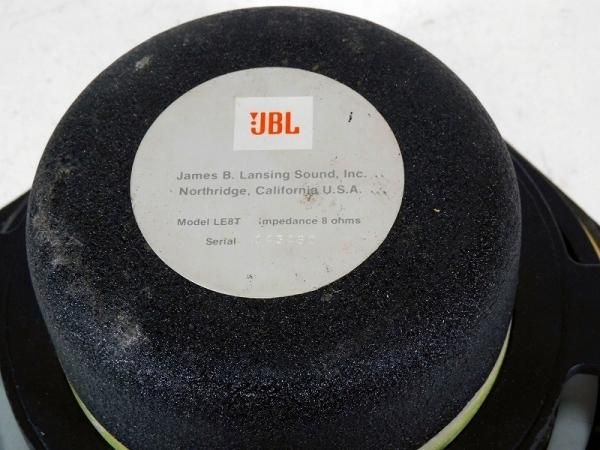 JBL
James B. Lansing Sound, Inc.
Northridge, California U.S.A.
Model LE8T Impedance 8 ohms
Serial